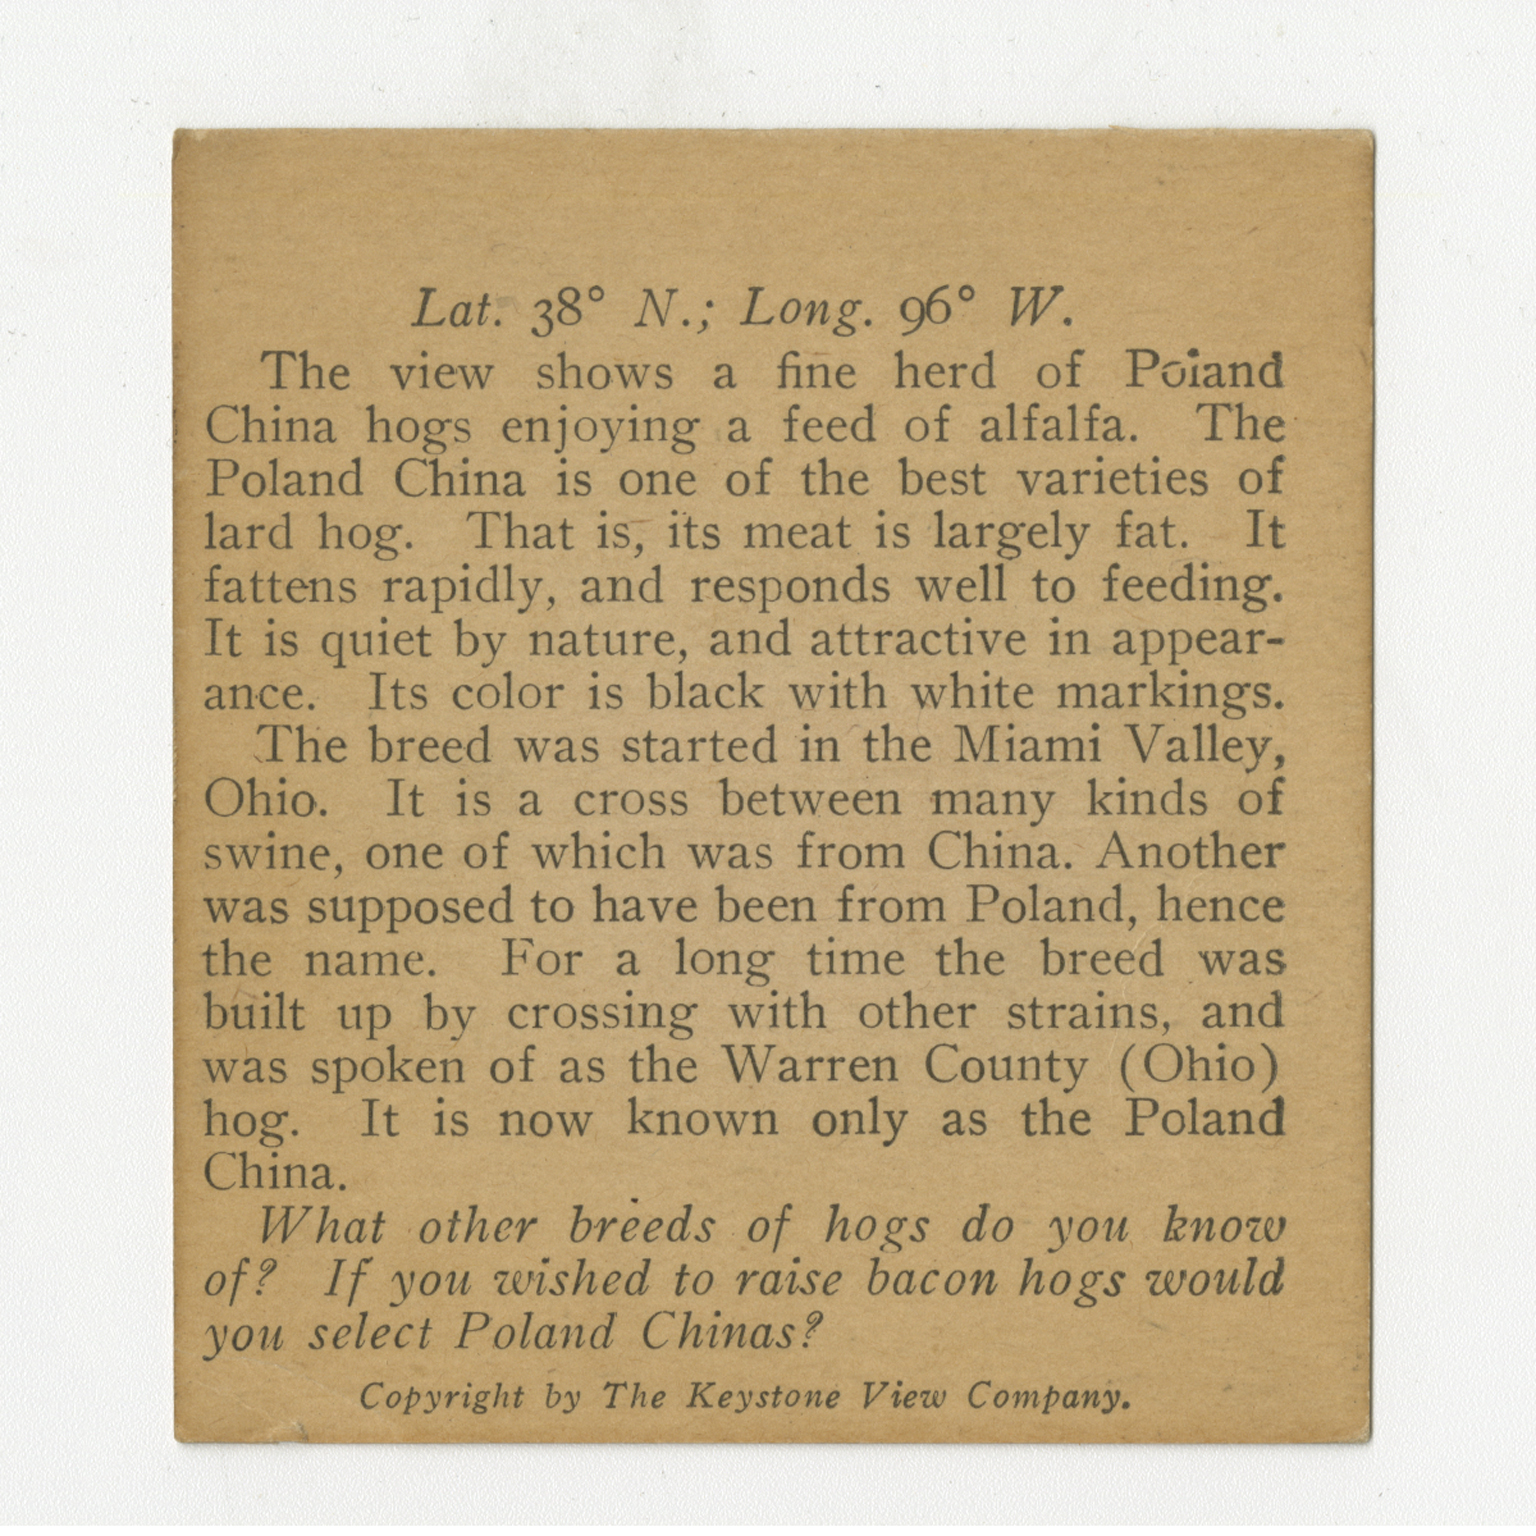 Lat. 38° N.; Long. 96° W.
The view shows a fine herd of Poland
China hogs enjoying a feed of alfalfa. The
Poland China is one of the best varieties of
lard hog. That is, its meat is largely fat. It
fattens rapidly, and responds well to feeding.
It is quiet by nature, and attractive in appear-
ance. Its color is black with white markings.
The breed was started in the Miami Valley,
Ohio. It is a cross between many kinds of
swine, one of which was from China. Another
was supposed to have been from Poland, hence
the name. For a long time the breed was
built up by crossing with other strains, and
was spoken of as the Warren County (Ohio)
hog. It is now known only as the Poland
China.
What other breeds of hogs do you know
of? If you wished to raise bacon hogs would
you select Poland Chinas?
Copyright by The Keystone View Company.